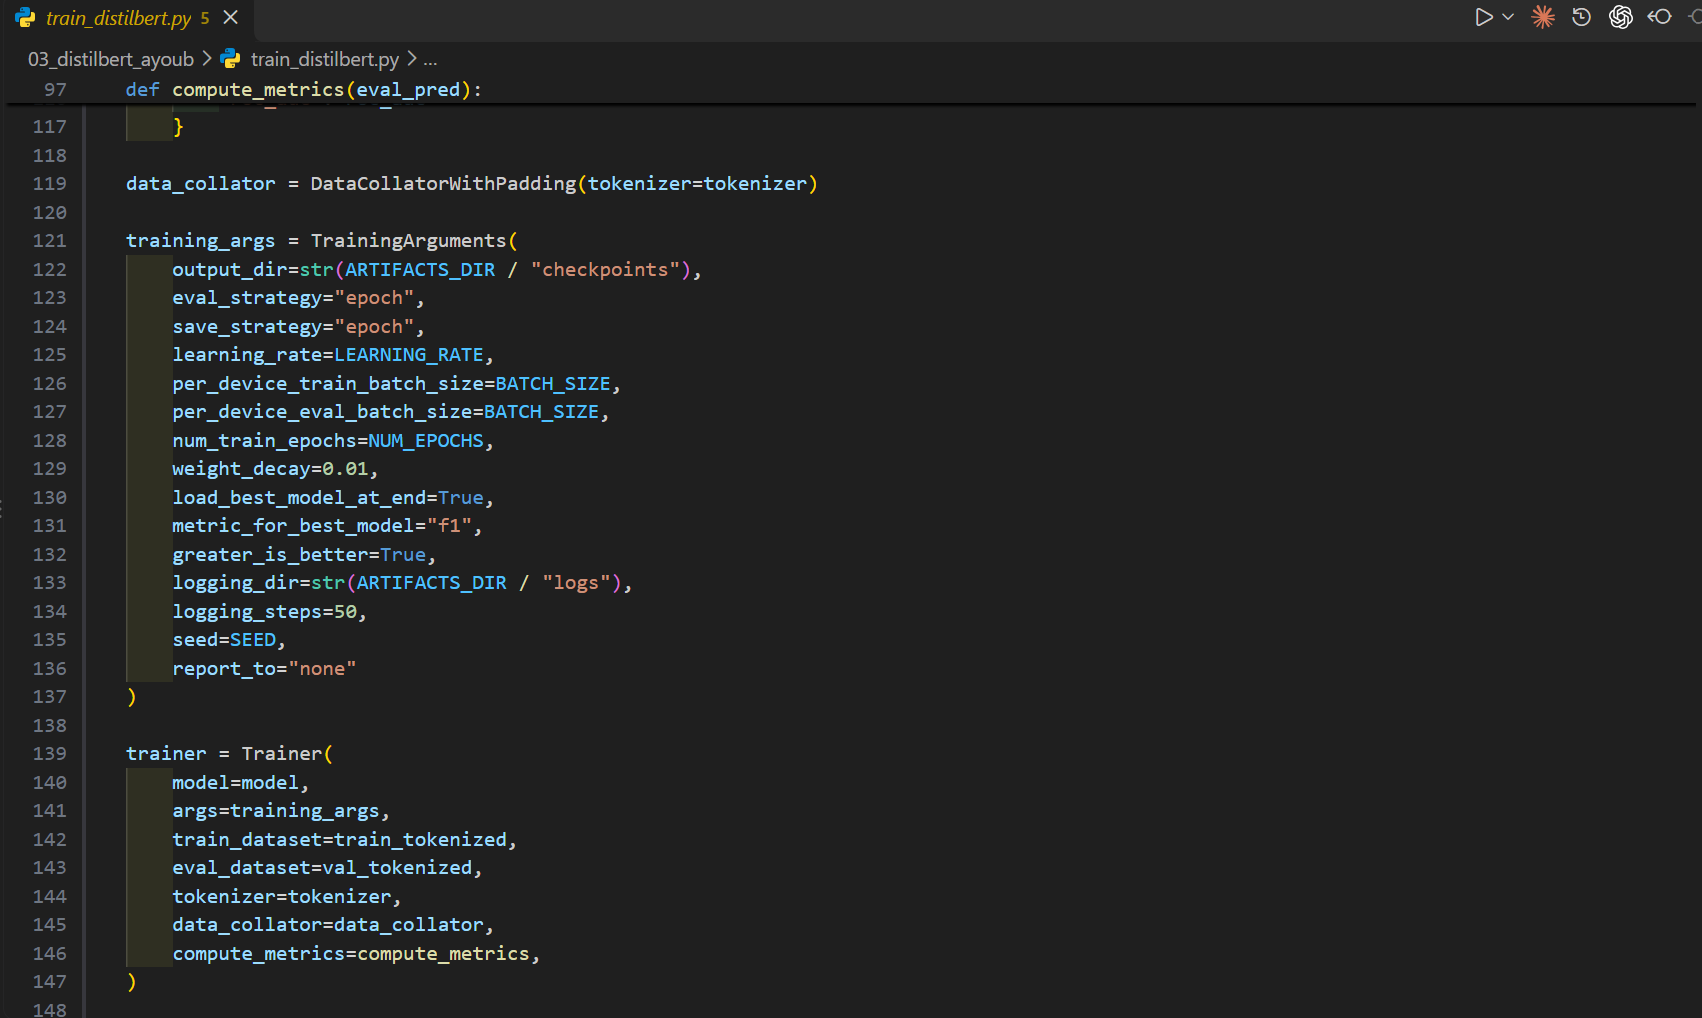 train_distilbert.py 5
03_distilbert_ayoub > train_distilbert.py > ...
97 def compute_metrics(eval_pred):
117 }
118
119 data_collator = DataCollatorWithPadding(tokenizer=tokenizer)
120
121 training_args = TrainingArguments(
122 output_dir=str(ARTIFACTS_DIR / "checkpoints"),
123 eval_strategy="epoch",
124 save_strategy="epoch",
125 learning_rate=LEARNING_RATE,
126 per_device_train_batch_size=BATCH_SIZE,
127 per_device_eval_batch_size=BATCH_SIZE,
128 num_train_epochs=NUM_EPOCHS,
129 weight_decay=0.01,
130 load_best_model_at_end=True,
131 metric_for_best_model="f1",
132 greater_is_better=True,
133 logging_dir=str(ARTIFACTS_DIR / "logs"),
134 logging_steps=50,
135 seed=SEED,
136 report_to="none"
137 )
138
139 trainer = Trainer(
140 model=model,
141 args=training_args,
142 train_dataset=train_tokenized,
143 eval_dataset=val_tokenized,
144 tokenizer=tokenizer,
145 data_collator=data_collator,
146 compute_metrics=compute_metrics,
147 )
148